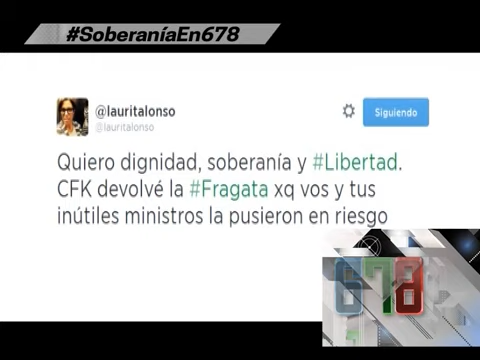 #SoberaníaEn678
@lauritalonso
@lauritalonso
Siguiendo
Quiero dignidad, soberanía y #Libertad.
CFK devolvé la #Fragata xq vos y tus
inútiles ministros la pusieron en riesgo
678